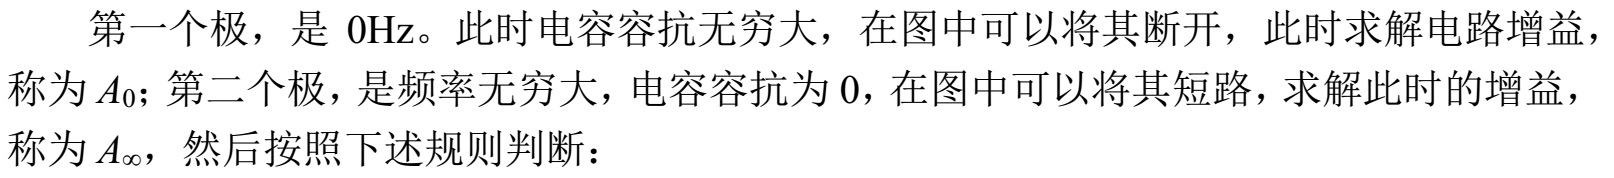 第一个极，是 0Hz。此时电容容抗无穷大，在图中可以将其断开，此时求解电路增益，
称为 A₀；第二个极，是频率无穷大，电容容抗为 0，在图中可以将其短路，求解此时的增益，
称为 A∞，然后按照下述规则判断：